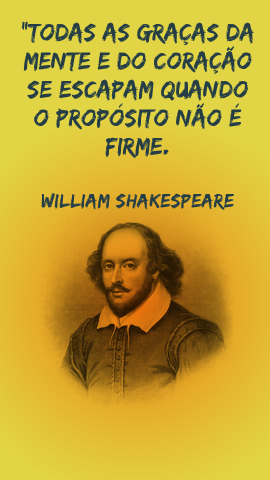 "TODAS AS GRAÇAS DA
MENTE E DO CORAÇÃO
SE ESCAPAM QUANDO
O PROPÓSITO NÃO É
FIRME.
WILLIAM SHAKESPEARE